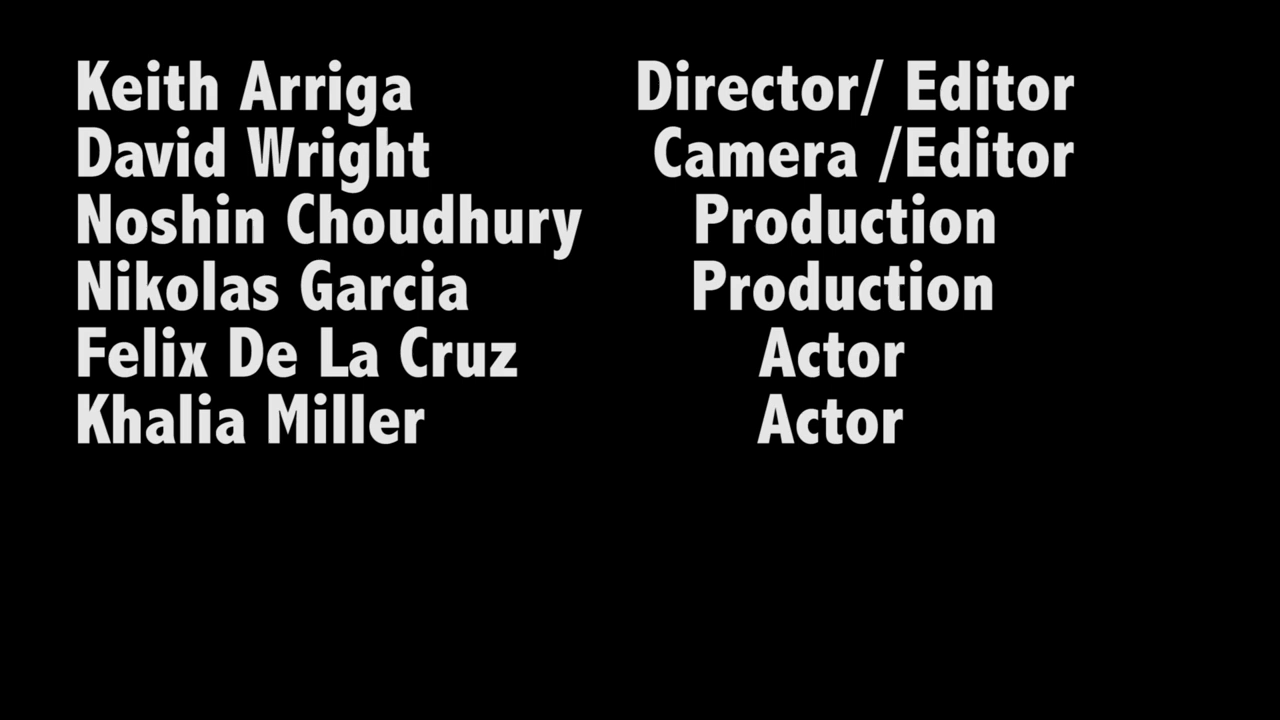 Keith Arriga Director/ Editor
David Wright Camera /Editor
Noshin Choudhury Production
Nikolas Garcia Production
Felix De La Cruz Actor
Khalia Miller Actor